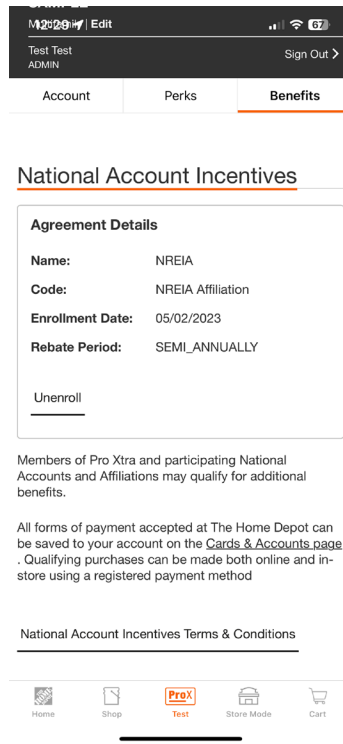 12:29
Edit
67
Test Test
Sign Out >
ADMIN
Account
Perks
Benefits
National Account Incentives
Agreement Details
Name: NREIA
Code: NREIA Affiliation
Enrollment Date: 05/02/2023
Rebate Period: SEMI_ANNUALLY
Unenroll
Members of Pro Xtra and participating National
Accounts and Affiliations may qualify for additional
benefits.
All forms of payment accepted at The Home Depot can
be saved to your account on the Cards & Accounts page
. Qualifying purchases can be made both online and in-
store using a registered payment method
National Account Incentives Terms & Conditions
ProX
Home
Shop
Test
Store Mode
Cart